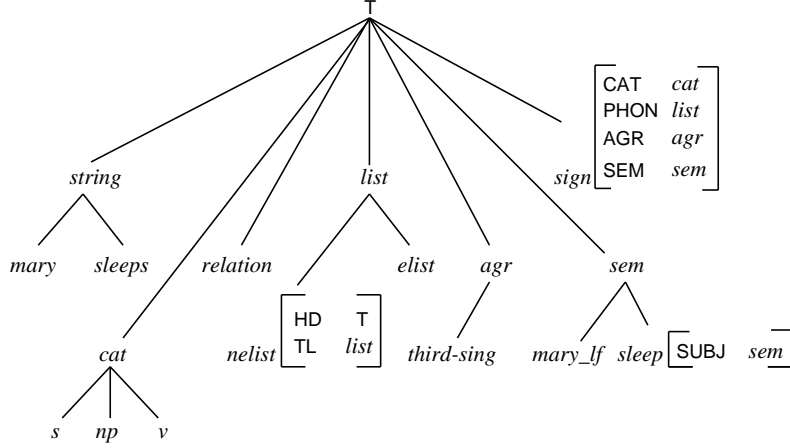 T
CAT cat
PHON list
AGR agr
SEM sem
string list sign
mary sleeps relation elist agr sem
HD T
TL list
cat nelist third-sing mary_lf sleep SUBJ sem
s np v